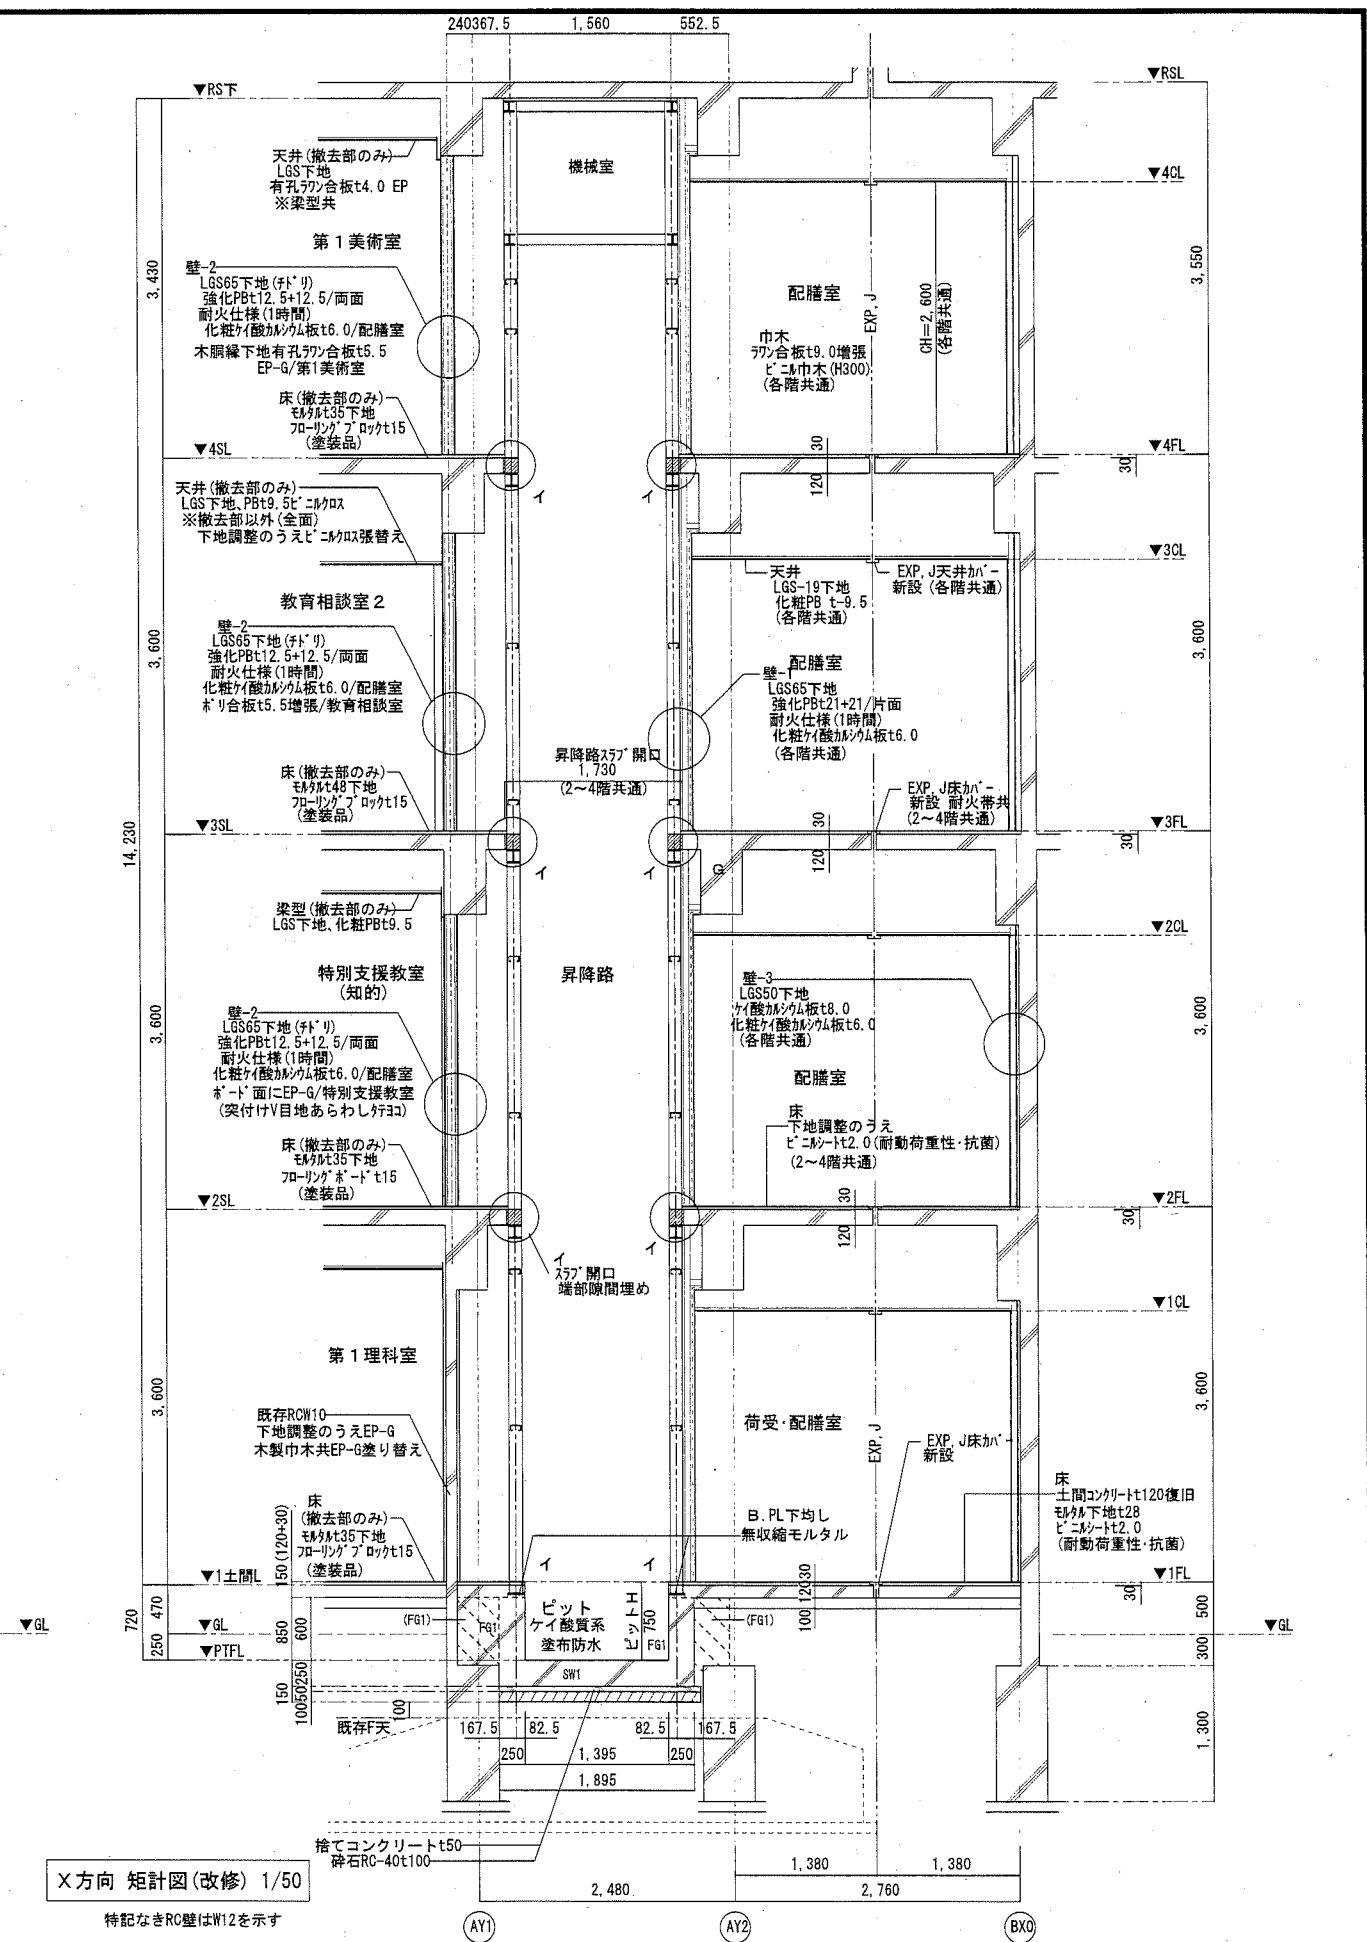 240367.5
1,560
552.5
▼RS下
▼RSL
天井(撤去部のみ)
LGS下地
有孔ﾗﾜﾝ合板t4.0 EP
※梁型共
機械室
▼4CL
第1美術室
壁-2
LGS65下地(ﾁﾄﾞﾘ)
強化PBt12.5+12.5/両面
耐火仕様(1時間)
化粧ｹｲ酸ｶﾙｼｳﾑ板t6.0/配膳室
木胴縁下地有孔ﾗﾜﾝ合板t5.5
EP-G/第1美術室
3,430
配膳室
EXP,J
CH=2,600
(各階共通)
3,550
巾木
ﾗﾜﾝ合板t9.0増張
ﾋﾞﾆﾙ巾木(H300)
(各階共通)
床(撤去部のみ)
ﾓﾙﾀﾙt35下地
ﾌﾛｰﾘﾝｸﾞﾌﾞﾛｯｸt15
(塗装品)
▼4SL
30
120
▼4FL
30
イ
イ
天井(撤去部のみ)
LGS下地、PBt9.5ﾋﾞﾆﾙｸﾛｽ
※撤去部以外(全面)
下地調整のうえﾋﾞﾆﾙｸﾛｽ張替え
▼3CL
天井
LGS-19下地
化粧PB t-9.5
(各階共通)
EXP,J天井ｶﾊﾞｰ
新設(各階共通)
教育相談室2
壁-2
LGS65下地(ﾁﾄﾞﾘ)
強化PBt12.5+12.5/両面
耐火仕様(1時間)
化粧ｹｲ酸ｶﾙｼｳﾑ板t6.0/配膳室
ﾎﾟﾘ合板t5.5増張/教育相談室
3,600
配膳室
壁-1
LGS65下地
強化PBt21+21/片面
耐火仕様(1時間)
化粧ｹｲ酸ｶﾙｼｳﾑ板t6.0
(各階共通)
3,600
昇降路ｽﾗﾌﾞ開口
1,730
(2〜4階共通)
床(撤去部のみ)
ﾓﾙﾀﾙt48下地
ﾌﾛｰﾘﾝｸﾞﾌﾞﾛｯｸt15
(塗装品)
EXP,J床ｶﾊﾞｰ
新設 耐火帯共
(2〜4階共通)
▼3SL
14,230
30
120
▼3FL
30
イ
イ
G
梁型(撤去部のみ)
LGS下地、化粧PBt9.5
▼2CL
特別支援教室
(知的)
昇降路
壁-3
LGS50下地
ｹｲ酸ｶﾙｼｳﾑ板t8.0
化粧ｹｲ酸ｶﾙｼｳﾑ板t6.0
(各階共通)
3,600
3,600
壁-2
LGS65下地(ﾁﾄﾞﾘ)
強化PBt12.5+12.5/両面
耐火仕様(1時間)
化粧ｹｲ酸ｶﾙｼｳﾑ板t6.0/配膳室
ﾎﾞｰﾄﾞ面にEP-G/特別支援教室
(突付けV目地あらわしﾀﾃﾖｺ)
配膳室
床
下地調整のうえ
ﾋﾞﾆﾙｼｰﾄt2.0(耐動荷重性･抗菌)
(2〜4階共通)
床(撤去部のみ)
ﾓﾙﾀﾙt35下地
ﾌﾛｰﾘﾝｸﾞﾎﾞｰﾄﾞt15
(塗装品)
▼2SL
30
120
▼2FL
30
イ
ｽﾗﾌﾞ開口
端部隙間埋め
イ
▼1CL
第1理科室
3,600
3,600
既存RCW10
下地調整のうえEP-G
木製巾木共EP-G塗り替え
荷受･配膳室
EXP,J
EXP,J床ｶﾊﾞｰ
新設
床
土間ｺﾝｸﾘｰﾄt120復旧
ﾓﾙﾀﾙ下地t28
ﾋﾞﾆﾙｼｰﾄt2.0
(耐動荷重性･抗菌)
床
(撤去部のみ)
ﾓﾙﾀﾙt35下地
ﾌﾛｰﾘﾝｸﾞﾌﾞﾛｯｸt15
(塗装品)
150(120+30)
B.PL下均し
無収縮モルタル
イ
イ
▼1土間L
▼1FL
12030
100
30
720
470
250
▼GL
▼GL
▼PTFL
850
600
(FG1)
FG1
ピット
ケイ酸質系
塗布防水
ピットH
750
FG1
(FG1)
500
300
▼GL
SW1
150
10050250
100
既存F天
167.5
82.5
82.5
167.5
250
1,395
250
1,895
1,300
捨てコンクリートt50
砕石RC-40t100
1,380
1,380
2,480
2,760
X方向 矩計図(改修) 1/50
特記なきRC壁はW12を示す
AY1
AY2
BX0